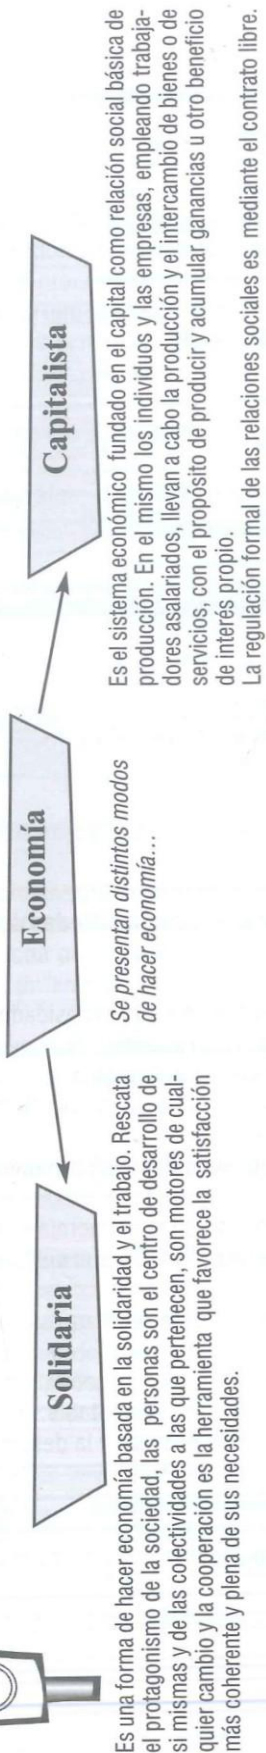 Economía
Solidaria
Capitalista
Se presentan distintos modos
de hacer economía...
Es una forma de hacer economía basada en la solidaridad y el trabajo. Rescata
el protagonismo de la sociedad, las personas son el centro de desarrollo de
si mismas y de las colectividades a las que pertenecen, son motores de cual-
quier cambio y la cooperación es la herramienta que favorece la satisfacción
más coherente y plena de sus necesidades.
Es el sistema económico fundado en el capital como relación social básica de
producción. En el mismo los individuos y las empresas, empleando trabaja-
dores asalariados, llevan a cabo la producción y el intercambio de bienes o de
servicios, con el propósito de producir y acumular ganancias u otro beneficio
de interés propio.
La regulación formal de las relaciones sociales es mediante el contrato libre.